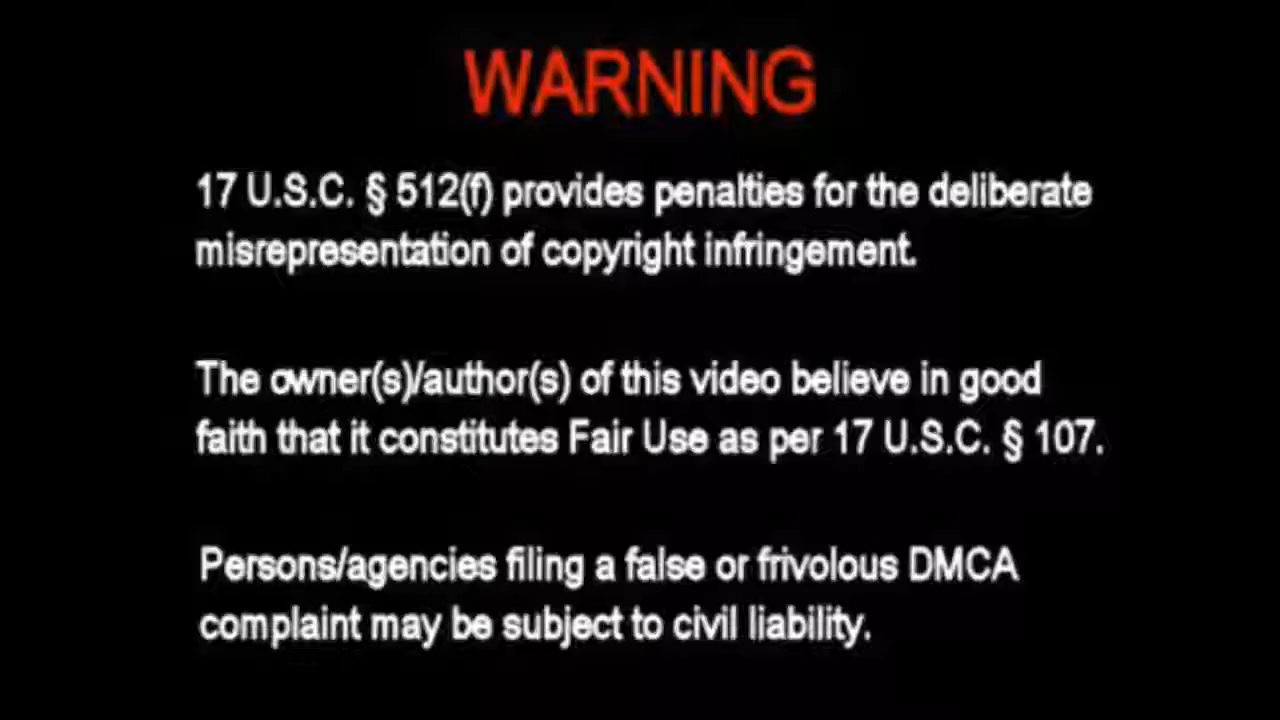 WARNING
17 U.S.C. § 512(f) provides penalties for the deliberate
misrepresentation of copyright infringement.
The owner(s)/author(s) of this video believe in good
faith that it constitutes Fair Use as per 17 U.S.C. § 107.
Persons/agencies filing a false or frivolous DMCA
complaint may be subject to civil liability.